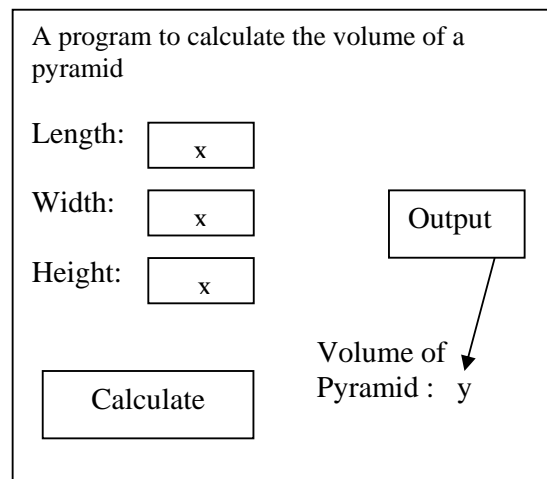 A program to calculate the volume of a
pyramid
Length:
x
Width:
x
Output
Height:
x
Volume of
Pyramid : y
Calculate